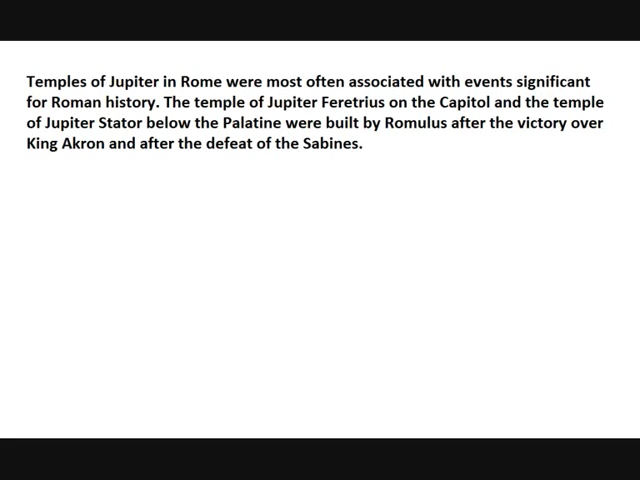 Temples of Jupiter in Rome were most often associated with events significant
for Roman history. The temple of Jupiter Feretrius on the Capitol and the temple
of Jupiter Stator below the Palatine were built by Romulus after the victory over
King Akron and after the defeat of the Sabines.